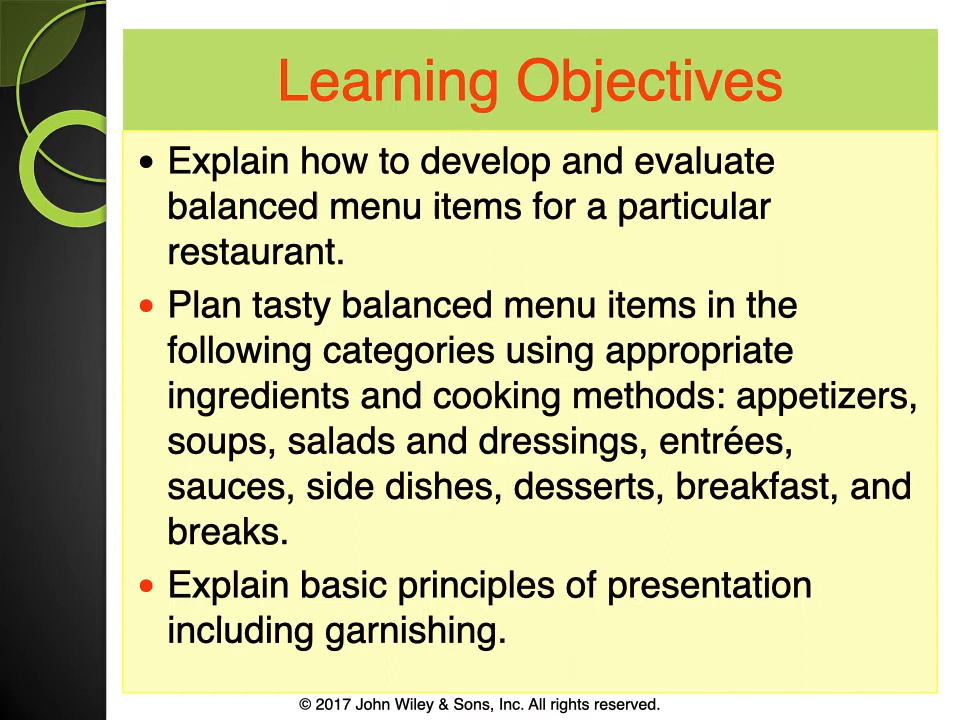 Learning Objectives
• Explain how to develop and evaluate
balanced menu items for a particular
restaurant.
• Plan tasty balanced menu items in the
following categories using appropriate
ingredients and cooking methods: appetizers,
soups, salads and dressings, entrées,
sauces, side dishes, desserts, breakfast, and
breaks.
• Explain basic principles of presentation
including garnishing.
© 2017 John Wiley & Sons, Inc. All rights reserved.